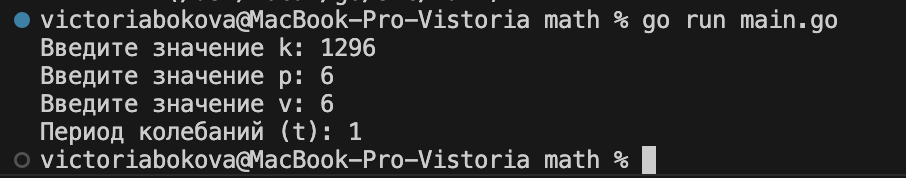 victoriabokova@MacBook-Pro-Vistoria math % go run main.go
Введите значение k: 1296
Введите значение p: 6
Введите значение v: 6
Период колебаний (t): 1
victoriabokova@MacBook-Pro-Vistoria math %